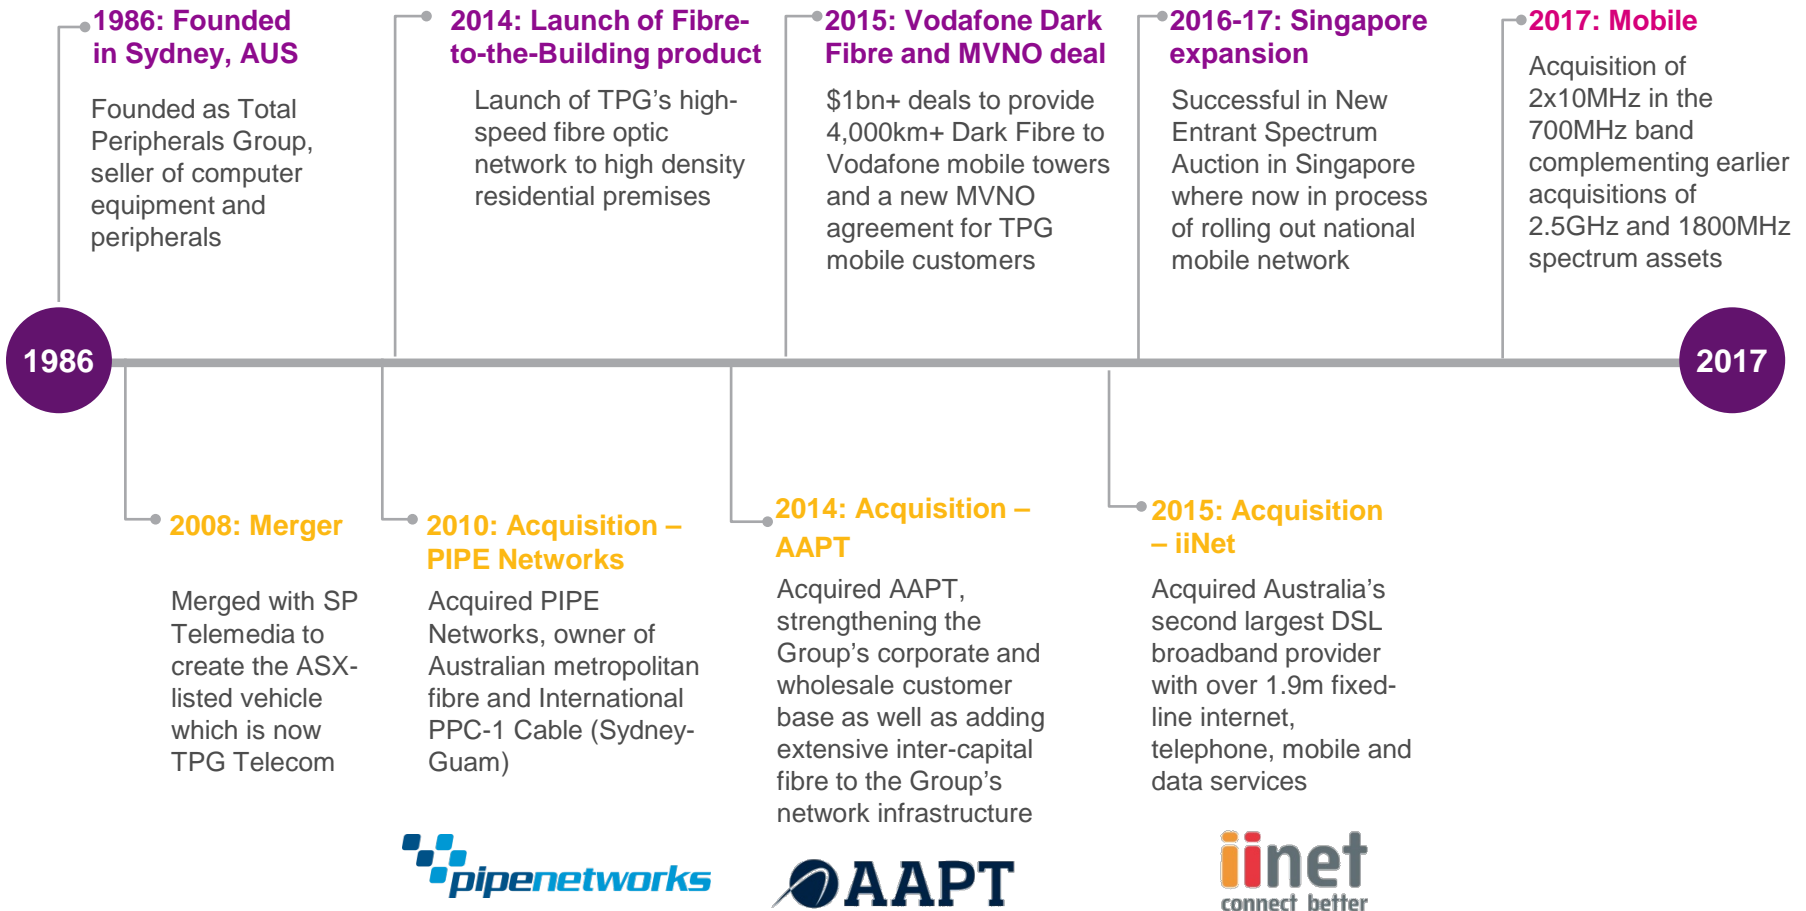 1986: Founded
in Sydney, AUS
Founded as Total
Peripherals Group,
seller of computer
equipment and
peripherals
2014: Launch of Fibre-
to-the-Building product
Launch of TPG’s high-
speed fibre optic
network to high density
residential premises
2015: Vodafone Dark
Fibre and MVNO deal
$1bn+ deals to provide
4,000km+ Dark Fibre to
Vodafone mobile towers
and a new MVNO
agreement for TPG
mobile customers
2016-17: Singapore
expansion
Successful in New
Entrant Spectrum
Auction in Singapore
where now in process
of rolling out national
mobile network
2017: Mobile
Acquisition of
2x10MHz in the
700MHz band
complementing earlier
acquisitions of
2.5GHz and 1800MHz
spectrum assets
1986
2017
2008: Merger
Merged with SP
Telemedia to
create the ASX-
listed vehicle
which is now
TPG Telecom
2010: Acquisition –
PIPE Networks
Acquired PIPE
Networks, owner of
Australian metropolitan
fibre and International
PPC-1 Cable (Sydney-
Guam)
pipenetworks
2014: Acquisition –
AAPT
Acquired AAPT,
strengthening the
Group’s corporate and
wholesale customer
base as well as adding
extensive inter-capital
fibre to the Group’s
network infrastructure
AAPT
2015: Acquisition
– iiNet
Acquired Australia’s
second largest DSL
broadband provider
with over 1.9m fixed-
line internet,
telephone, mobile and
data services
iinet
connect better